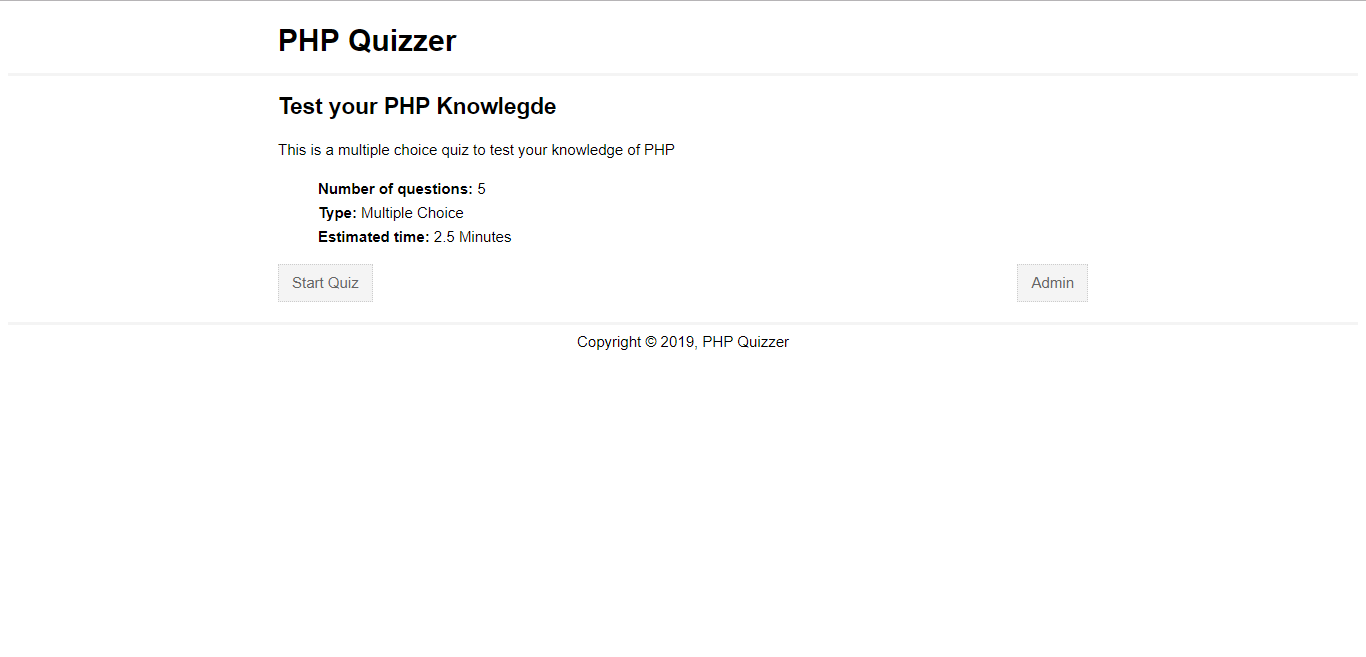 PHP Quizzer
Test your PHP Knowlegde
This is a multiple choice quiz to test your knowledge of PHP
Number of questions: 5
Type: Multiple Choice
Estimated time: 2.5 Minutes
Start Quiz
Admin
Copyright © 2019, PHP Quizzer